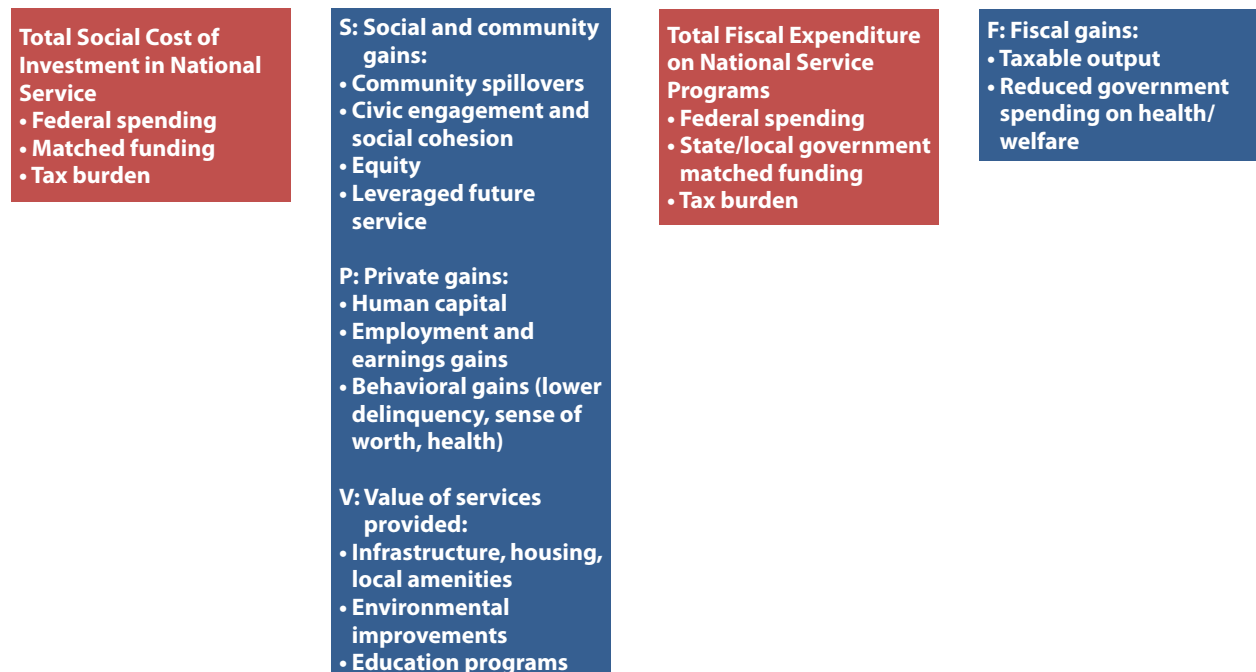 Total Social Cost of
Investment in National
Service
• Federal spending
• Matched funding
• Tax burden
S: Social and community
gains:
• Community spillovers
• Civic engagement and
social cohesion
• Equity
• Leveraged future
service
P: Private gains:
• Human capital
• Employment and
earnings gains
• Behavioral gains (lower
delinquency, sense of
worth, health)
V: Value of services
provided:
• Infrastructure, housing,
local amenities
• Environmental
improvements
• Education programs
Total Fiscal Expenditure
on National Service
Programs
• Federal spending
• State/local government
matched funding
• Tax burden
F: Fiscal gains:
• Taxable output
• Reduced government
spending on health/
welfare